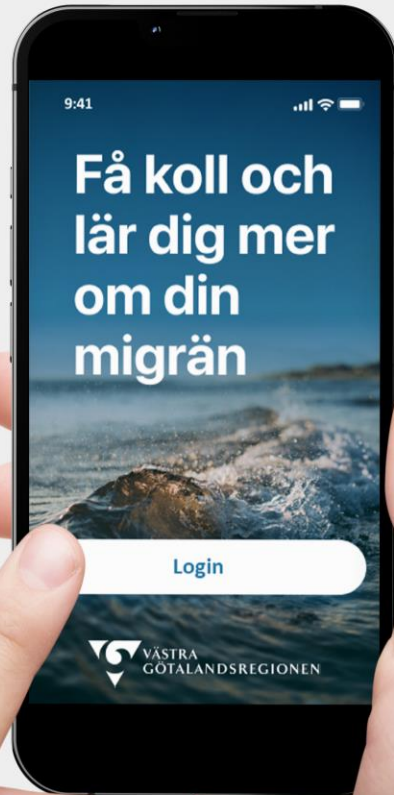 9:41
Få koll och
lär dig mer
om din
migrän
Login
VÄSTRA
GÖTALANDSREGIONEN